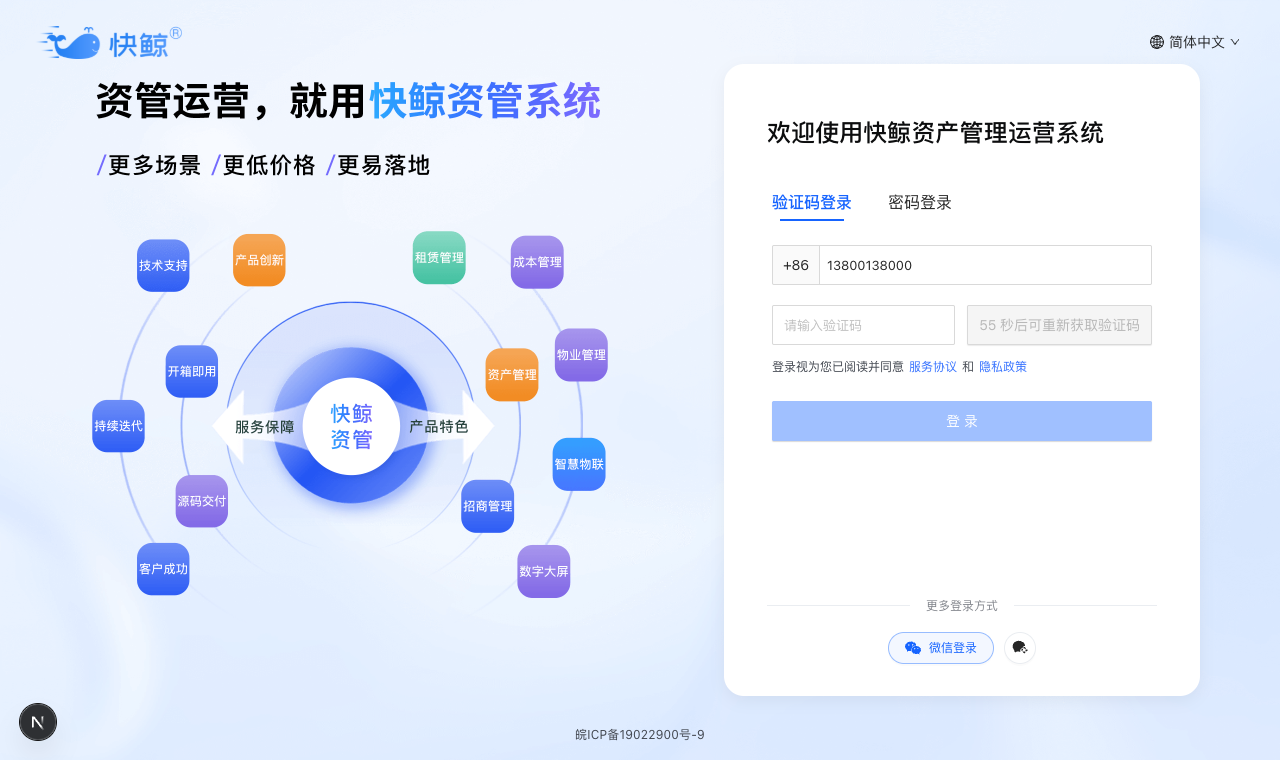 快鲸®
简体中文
资管运营，就用快鲸资管系统
/更多场景 /更低价格 /更易落地
技术支持
产品创新
租赁管理
成本管理
开箱即用
资产管理
物业管理
持续迭代
服务保障
快鲸
资管
产品特色
智慧物联
源码交付
招商管理
客户成功
数字大屏
欢迎使用快鲸资产管理运营系统
验证码登录 密码登录
+86 13800138000
请输入验证码 55 秒后可重新获取验证码
登录视为您已阅读并同意 服务协议 和 隐私政策
登 录
更多登录方式
微信登录
N
皖ICP备19022900号-9